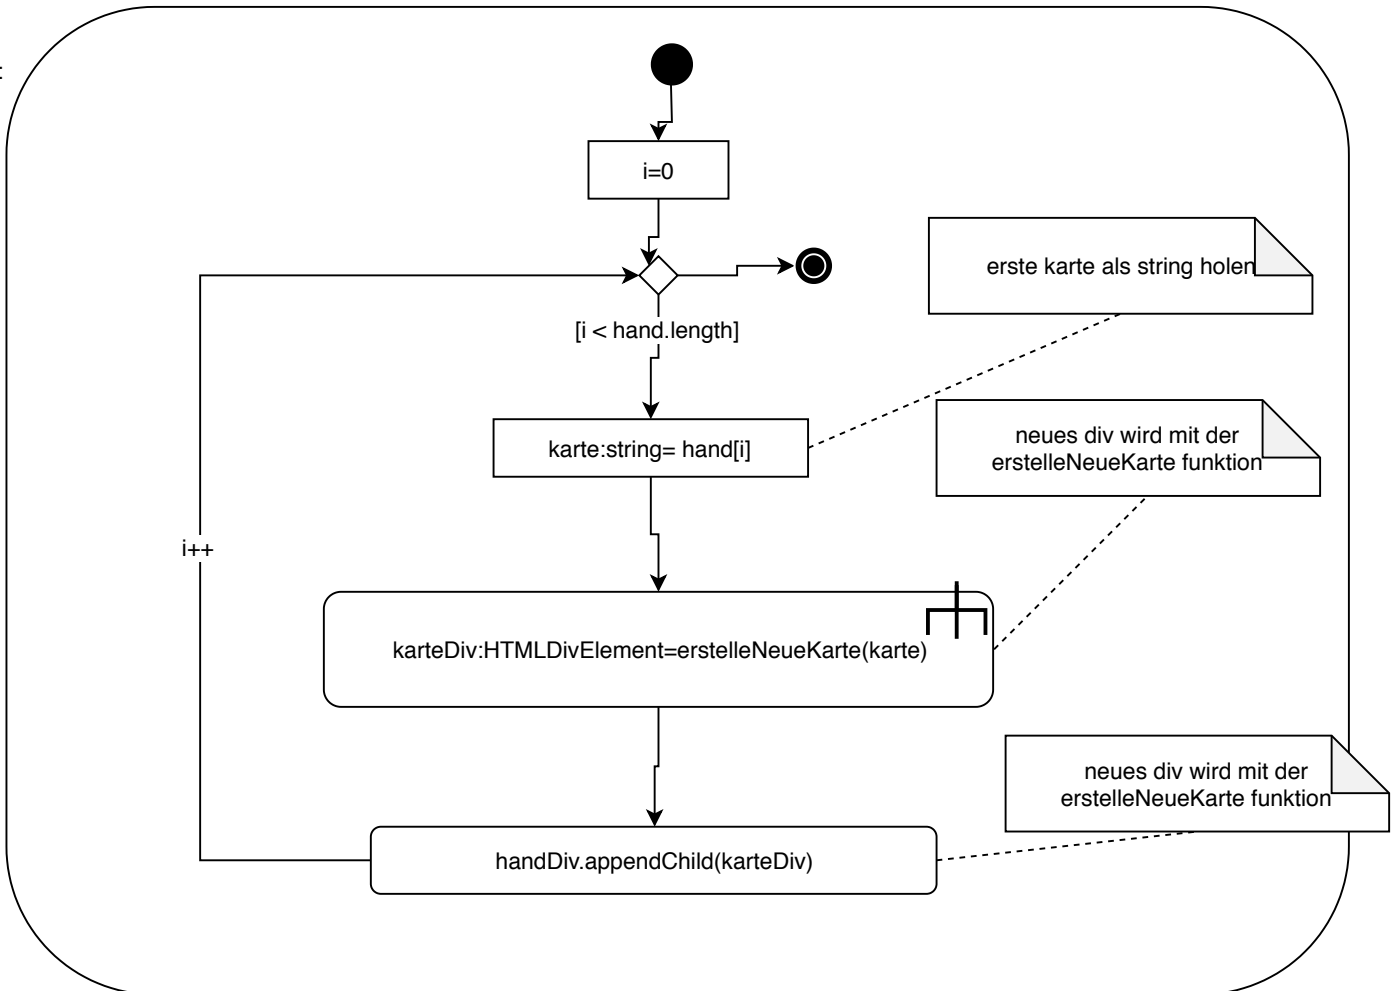 :
i=0
erste karte als string holen
[i < hand.length]
neues div wird mit der
erstelleNeueKarte funktion
karte:string= hand[i]
i++
karteDiv:HTMLDivElement=erstelleNeueKarte(karte)
neues div wird mit der
erstelleNeueKarte funktion
handDiv.appendChild(karteDiv)